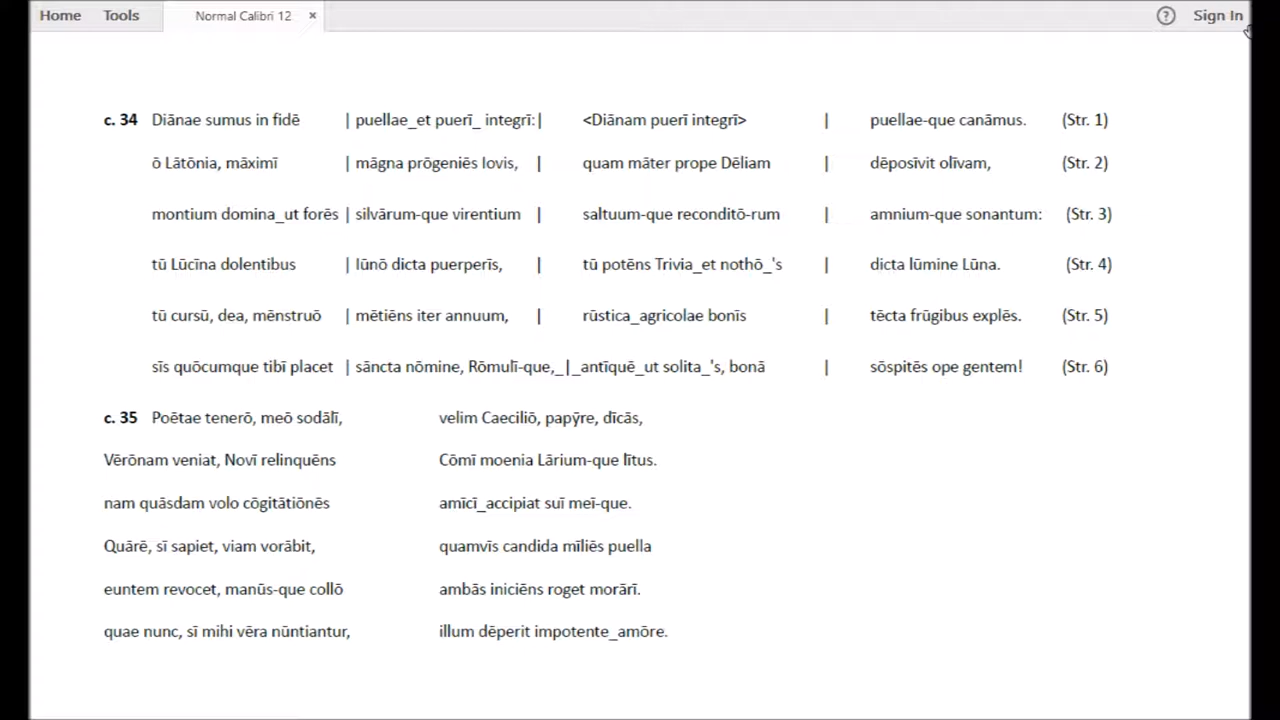 Home Tools Normal Calibri 12 × ? Sign In
c. 34 Diānae sumus in fidē | puellae_et puerī_ integrī:| <Diānam puerī integrī> | puellae-que canāmus. (Str. 1)
ō Lātōnia, māximī | māgna prōgeniēs Iovis, | quam māter prope Dēliam | dēposīvit olīvam, (Str. 2)
montium domina_ut forēs | silvārum-que virentium | saltuum-que reconditō-rum | amnium-que sonantum: (Str. 3)
tū Lūcīna dolentibus | Iūnō dicta puerperīs, | tū potēns Trivia_et nothō_'s | dicta lūmine Lūna. (Str. 4)
tū cursū, dea, mēnstruō | mētiēns iter annuum, | rūstica_agricolae bonīs | tēcta frūgibus explēs. (Str. 5)
sīs quōcumque tibī placet | sāncta nōmine, Rōmulī-que,_|_antīquē_ut solita_'s, bonā | sōspitēs ope gentem! (Str. 6)
c. 35 Poētae tenerō, meō sodālī, velim Caeciliō, papȳre, dīcās,
Vērōnam veniat, Novī relinquēns Cōmī moenia Lārium-que lītus.
nam quāsdam volo cōgitātiōnēs amīcī_accipiat suī meī-que.
Quārē, sī sapiet, viam vorābit, quamvīs candida mīliēs puella
euntem revocet, manūs-que collō ambās iniciēns roget morārī.
quae nunc, sī mihi vēra nūntiantur, illum dēperit impotente_amōre.